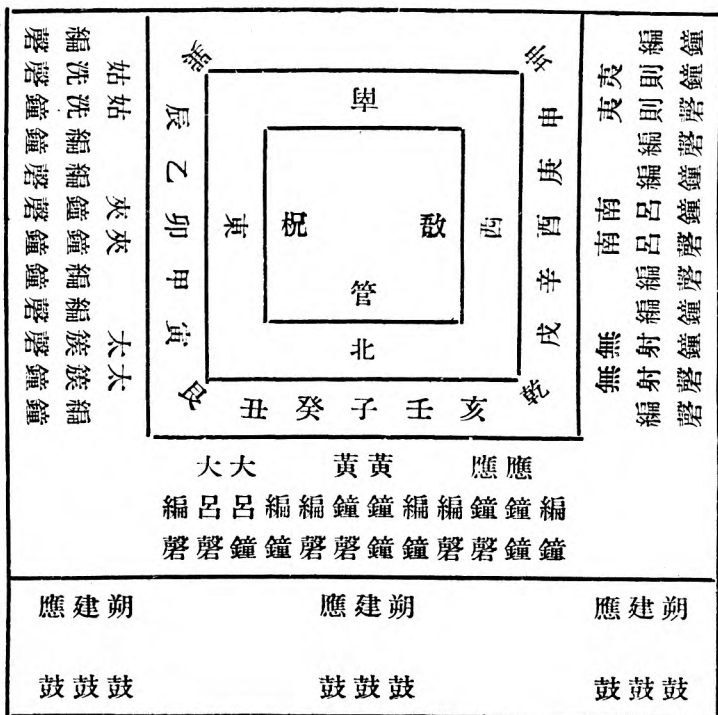 編鐘
夷則鐘
夷則磬
編磬
編鐘
南呂鐘
南呂磬
編磬
編鐘
無射鐘
無射磬
編磬
坤
申庚酉辛戌
乾
巽
辰乙卯甲寅
艮
丑癸子壬亥
南
東
西
北
柷
敔
管
編磬
姑洗磬
姑洗鐘
編鐘
編磬
夾鐘磬
夾鐘鐘
編鐘
編磬
太簇磬
太簇鐘
編鐘
編鐘
應鐘鐘
應鐘磬
編磬
編鐘
黃鐘鐘
黃鐘磬
編磬
編鐘
大呂鐘
大呂磬
編磬
朔鼓
建鼓
應鼓
朔鼓
建鼓
應鼓
朔鼓
建鼓
應鼓